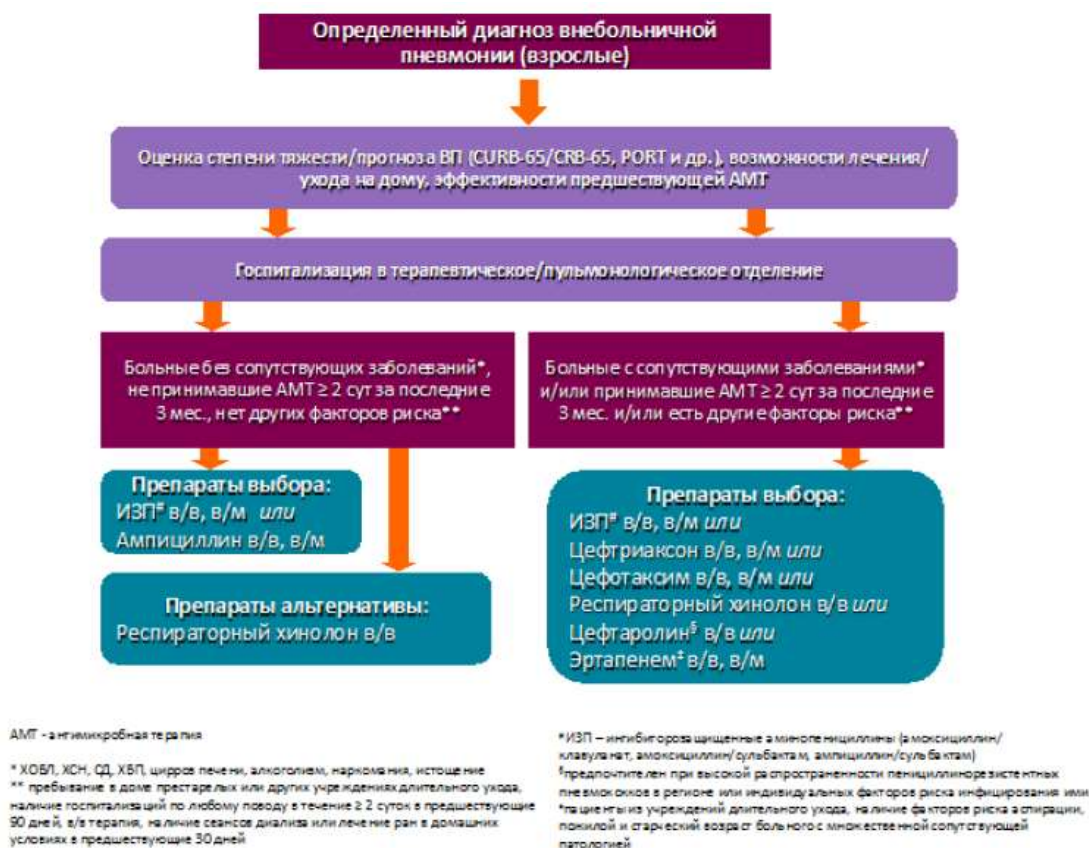 Определенный диагноз внебольничной
пневмонии (взрослые)
Оценка степени тяжести/прогноза ВП (CURB-65/CRB-65, PORT и др.), возможности лечения/
ухода на дому, эффективности предшествующей АМТ
Госпитализация в терапевтическое/пульмонологическое отделение
Больные без сопутствующих заболеваний*,
не принимавшие АМТ ≥ 2 сут за последние
3 мес., нет других факторов риска**
Больные с сопутствующими заболеваниями*
и/или принимавшие АМТ ≥ 2 сут за последние
3 мес. и/или есть другие факторы риска**
Препараты выбора:
ИЗП# в/в, в/м или
Ампициллин в/в, в/м
Препараты альтернативы:
Респираторный хинолон в/в
Препараты выбора:
ИЗП# в/в, в/м или
Цефтриаксон в/в, в/м или
Цефотаксим в/в, в/м или
Респираторный хинолон в/в или
Цефтаролин§ в/в или
Эртапенем‡ в/в, в/м
АМТ - антимикробная терапия
* ХОБЛ, ХСН, СД, ХБП, цирроз печени, алкоголизм, наркомания, истощение
** пребывание в доме престарелых или других учреждениях длительного ухода,
наличие госпитализаций по любому поводу в течение ≥ 2 суток в предшествующие
90 дней, в/в терапия, наличие сеансов диализа или лечение ран в домашних
условиях в предшествующие 30 дней
#ИЗП – ингибиторозащищенные аминопенициллины (амоксициллин/
клавуланат, амоксициллин/сульбактам, ампициллин/сульбактам)
§предпочтителен при высокой распространенности пенициллинорезистентных
пневмококков в регионе или индивидуальных факторов риска инфицирования ими
‡пациенты из учреждений длительного ухода, наличие факторов риска аспирации,
пожилой и старческий возраст больного с множественной сопутствующей
патологией